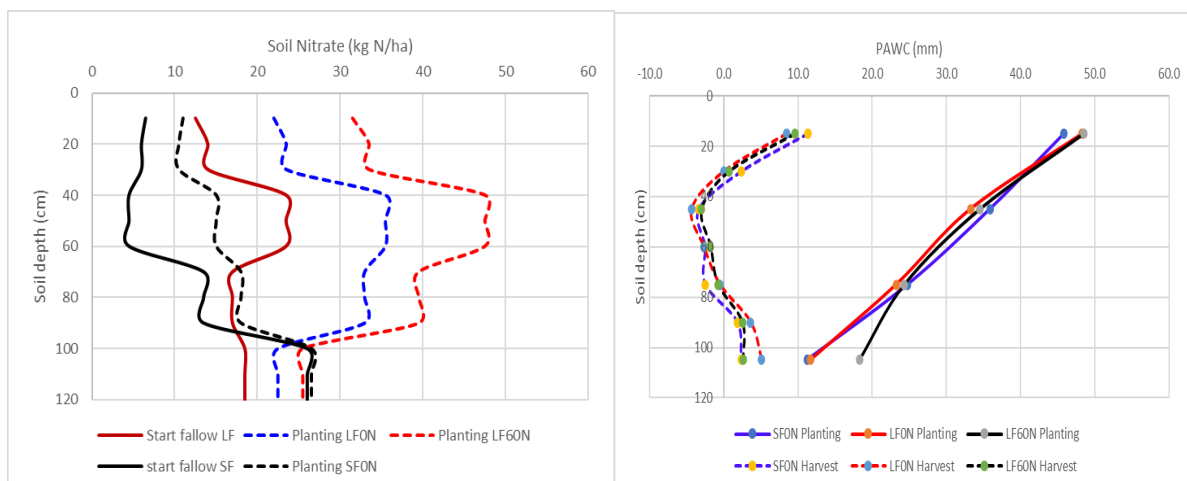 Soil Nitrate (kg N/ha)
0 10 20 30 40 50 60
0
20
40
60
80
100
120
Soil depth (cm)
Start fallow LF Planting LF0N Planting LF60N
start fallow SF Planting SF0N
PAWC (mm)
-10.0 0.0 10.0 20.0 30.0 40.0 50.0 60.0
0
20
40
60
80
100
120
Soil depth (cm)
SF0N Planting LF0N Planting LF60N Planting
SF0N Harvest LF0N Harvest LF60N Harvest